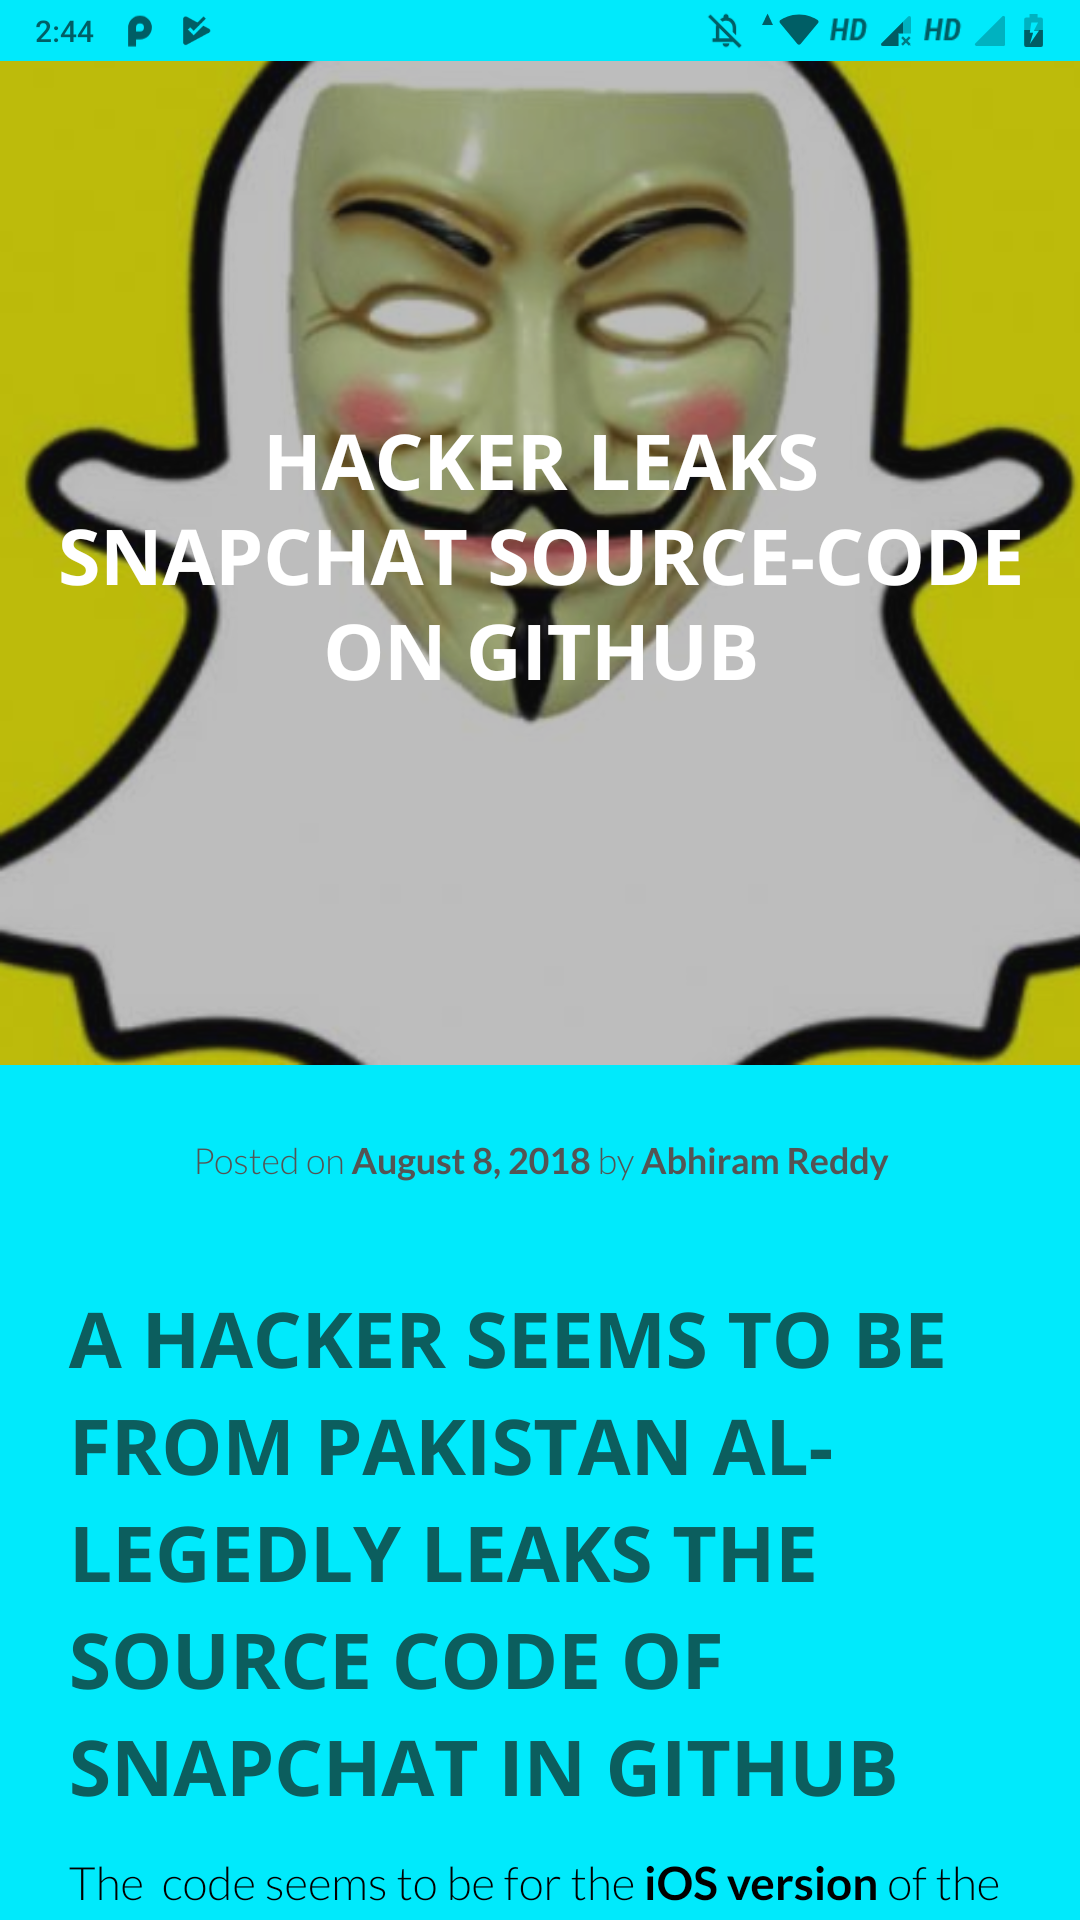 2:44
HD HD
HACKER LEAKS
SNAPCHAT SOURCE-CODE
ON GITHUB
Posted on August 8, 2018 by Abhiram Reddy
A HACKER SEEMS TO BE
FROM PAKISTAN AL-
LEGEDLY LEAKS THE
SOURCE CODE OF
SNAPCHAT IN GITHUB
The code seems to be for the iOS version of the